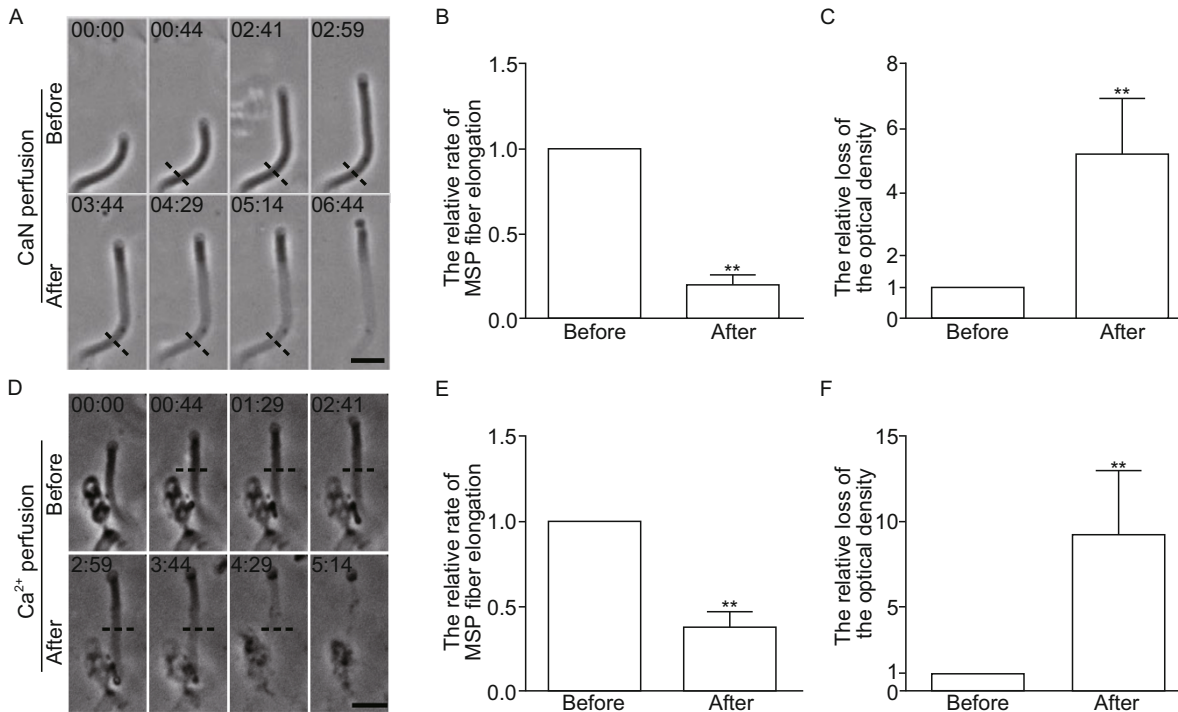 A
CaN perfusion
Before
00:00 00:44 02:41 02:59
After
03:44 04:29 05:14 06:44
B
The relative rate of
MSP fiber elongation
1.5
1.0
0.5
0.0
**
Before After
C
The relative loss of
the optical density
8
6
4
2
1
0
**
Before After
D
Ca²⁺ perfusion
Before
00:00 00:44 01:29 02:41
After
2:59 3:44 4:29 5:14
E
The relative rate of
MSP fiber elongation
1.5
1.0
0.5
0.0
**
Before After
F
The relative loss of
the optical density
15
10
5
1
0
**
Before After